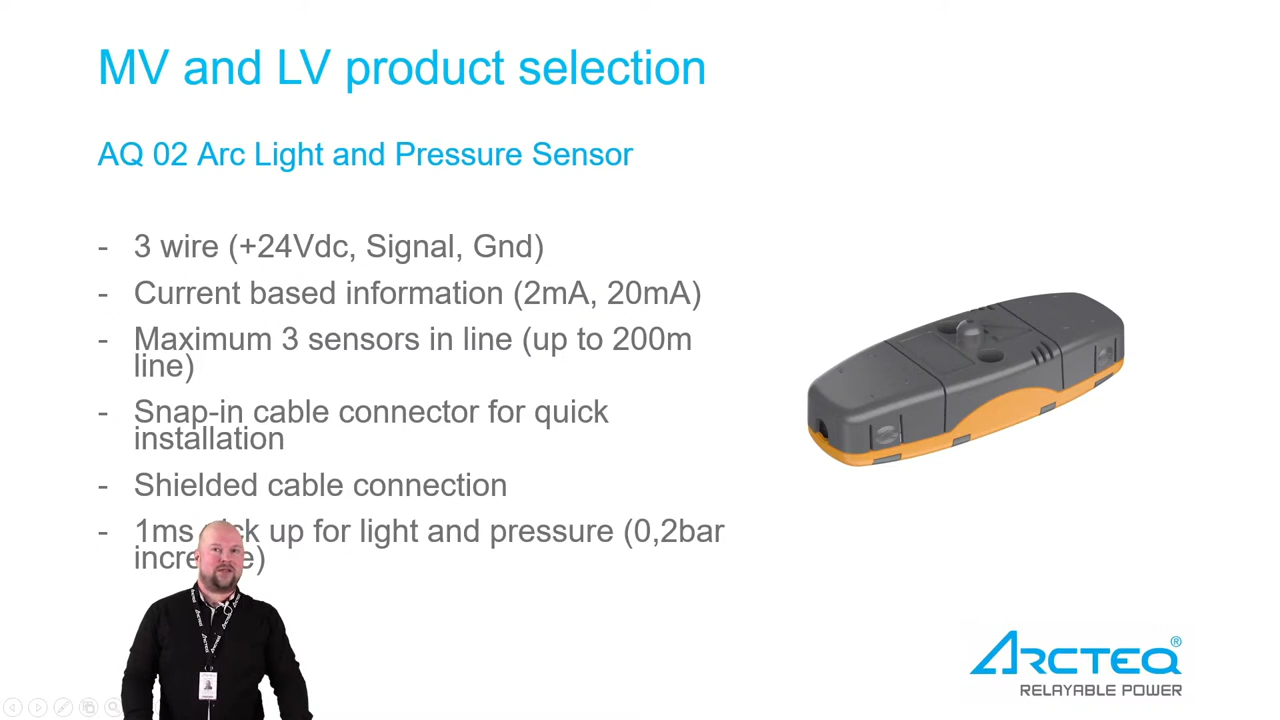 MV and LV product selection
AQ 02 Arc Light and Pressure Sensor
- 3 wire (+24Vdc, Signal, Gnd)
- Current based information (2mA, 20mA)
- Maximum 3 sensors in line (up to 200m
line)
- Snap-in cable connector for quick
installation
- Shielded cable connection
- 1ms pick up for light and pressure (0,2bar
increase)
ARCTEQ®
RELAYABLE POWER